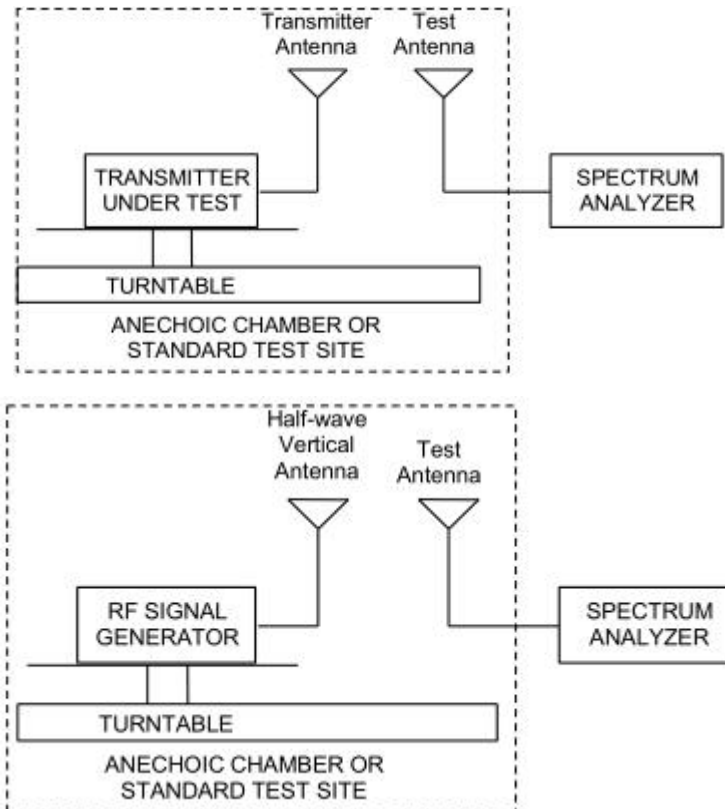 Transmitter
Antenna
Test
Antenna
TRANSMITTER
UNDER TEST
SPECTRUM
ANALYZER
TURNTABLE
ANECHOIC CHAMBER OR
STANDARD TEST SITE
Half-wave
Vertical
Antenna
Test
Antenna
RF SIGNAL
GENERATOR
SPECTRUM
ANALYZER
TURNTABLE
ANECHOIC CHAMBER OR
STANDARD TEST SITE